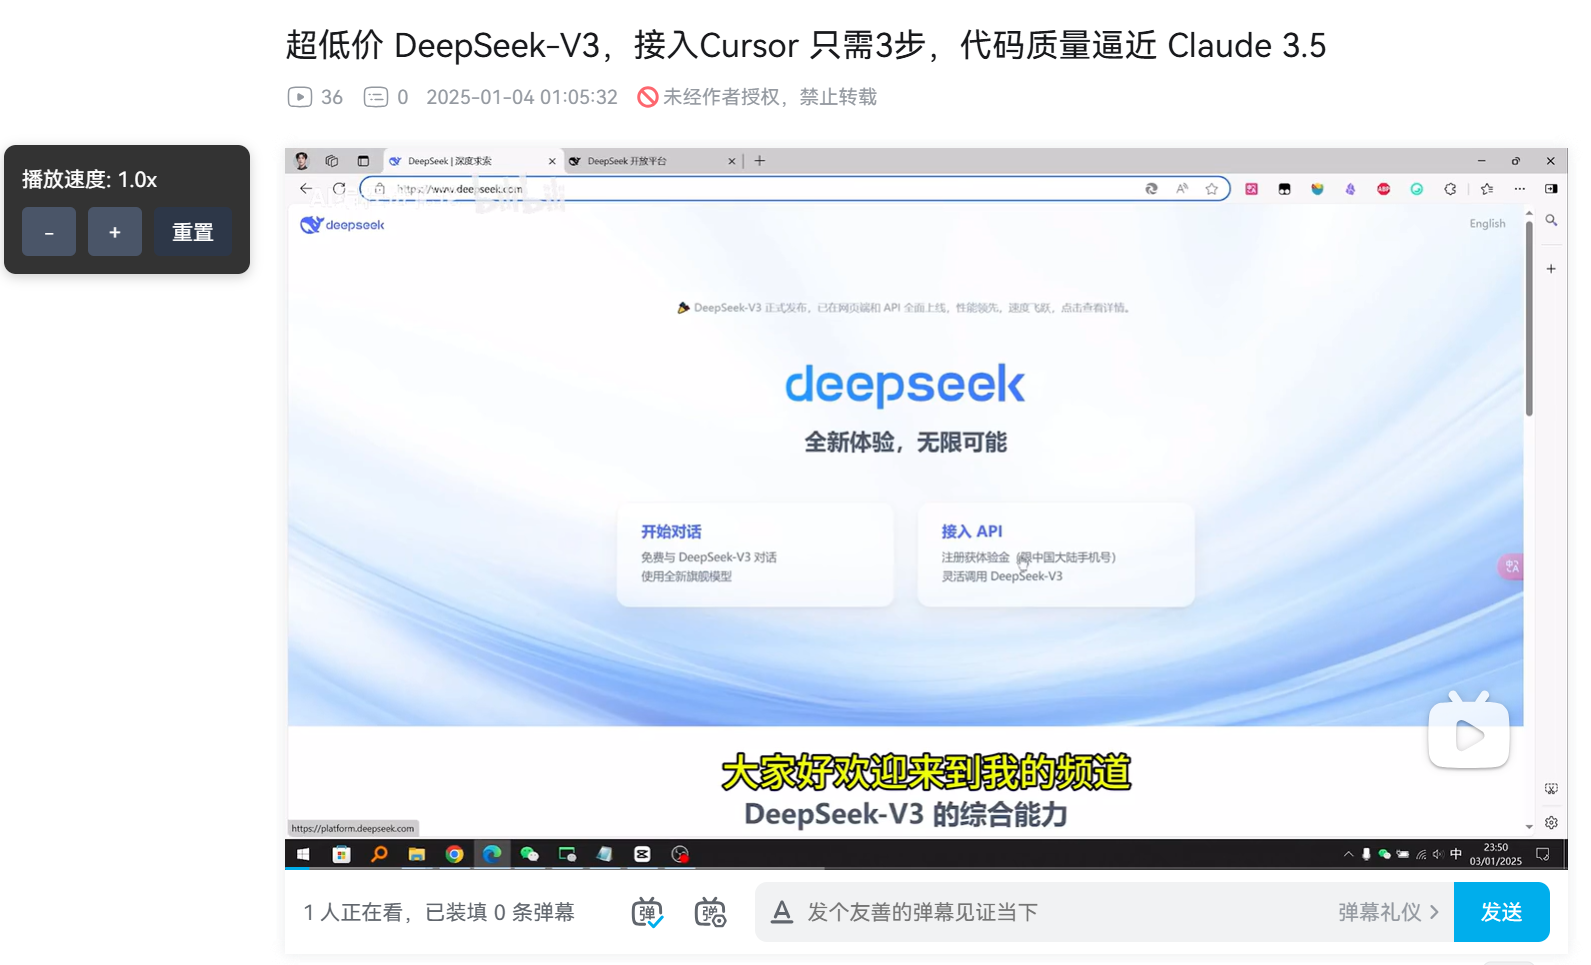 超低价 DeepSeek-V3，接入Cursor 只需3步，代码质量逼近 Claude 3.5
36 0 2025-01-04 01:05:32 未经作者授权，禁止转载
播放速度: 1.0x
- + 重置
DeepSeek | 深度求索 DeepSeek 开放平台
https://www.deepseek.com
bilibili
deepseek
English
DeepSeek-V3 正式发布，已在网页端和 API 全面上线，性能领先，速度飞跃，点击查看详情。
deepseek
全新体验，无限可能
开始对话
免费与 DeepSeek-V3 对话
使用全新旗舰模型
接入 API
注册获体验金（限中国大陆手机号）
灵活调用 DeepSeek-V3
大家好欢迎来到我的频道
DeepSeek-V3 的综合能力
https://platform.deepseek.com
中
23:50
03/01/2025
1 人正在看，已装填 0 条弹幕
弹 弹
A 发个友善的弹幕见证当下
弹幕礼仪 >
发送